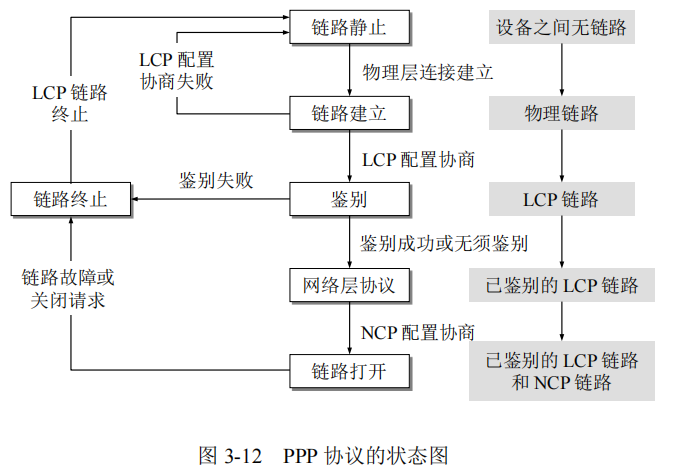 链路静止
设备之间无链路
LCP 配置
协商失败
物理层连接建立
LCP 链路
终止
链路建立
物理链路
LCP 配置协商
鉴别失败
链路终止
鉴别
LCP 链路
鉴别成功或无须鉴别
链路故障或
关闭请求
网络层协议
已鉴别的 LCP 链路
NCP 配置协商
链路打开
已鉴别的 LCP 链路
和 NCP 链路
图 3-12 PPP 协议的状态图